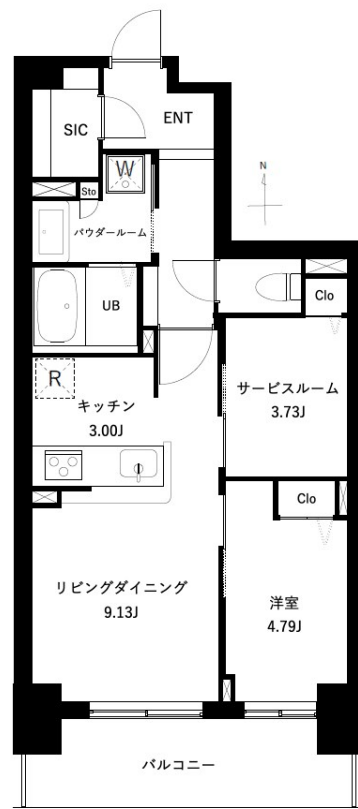 N
ENT
SIC
W
Sto
パウダールーム
UB
Clo
R
キッチン
3.00J
サービスルーム
3.73J
Clo
リビングダイニング
9.13J
洋室
4.79J
バルコニー